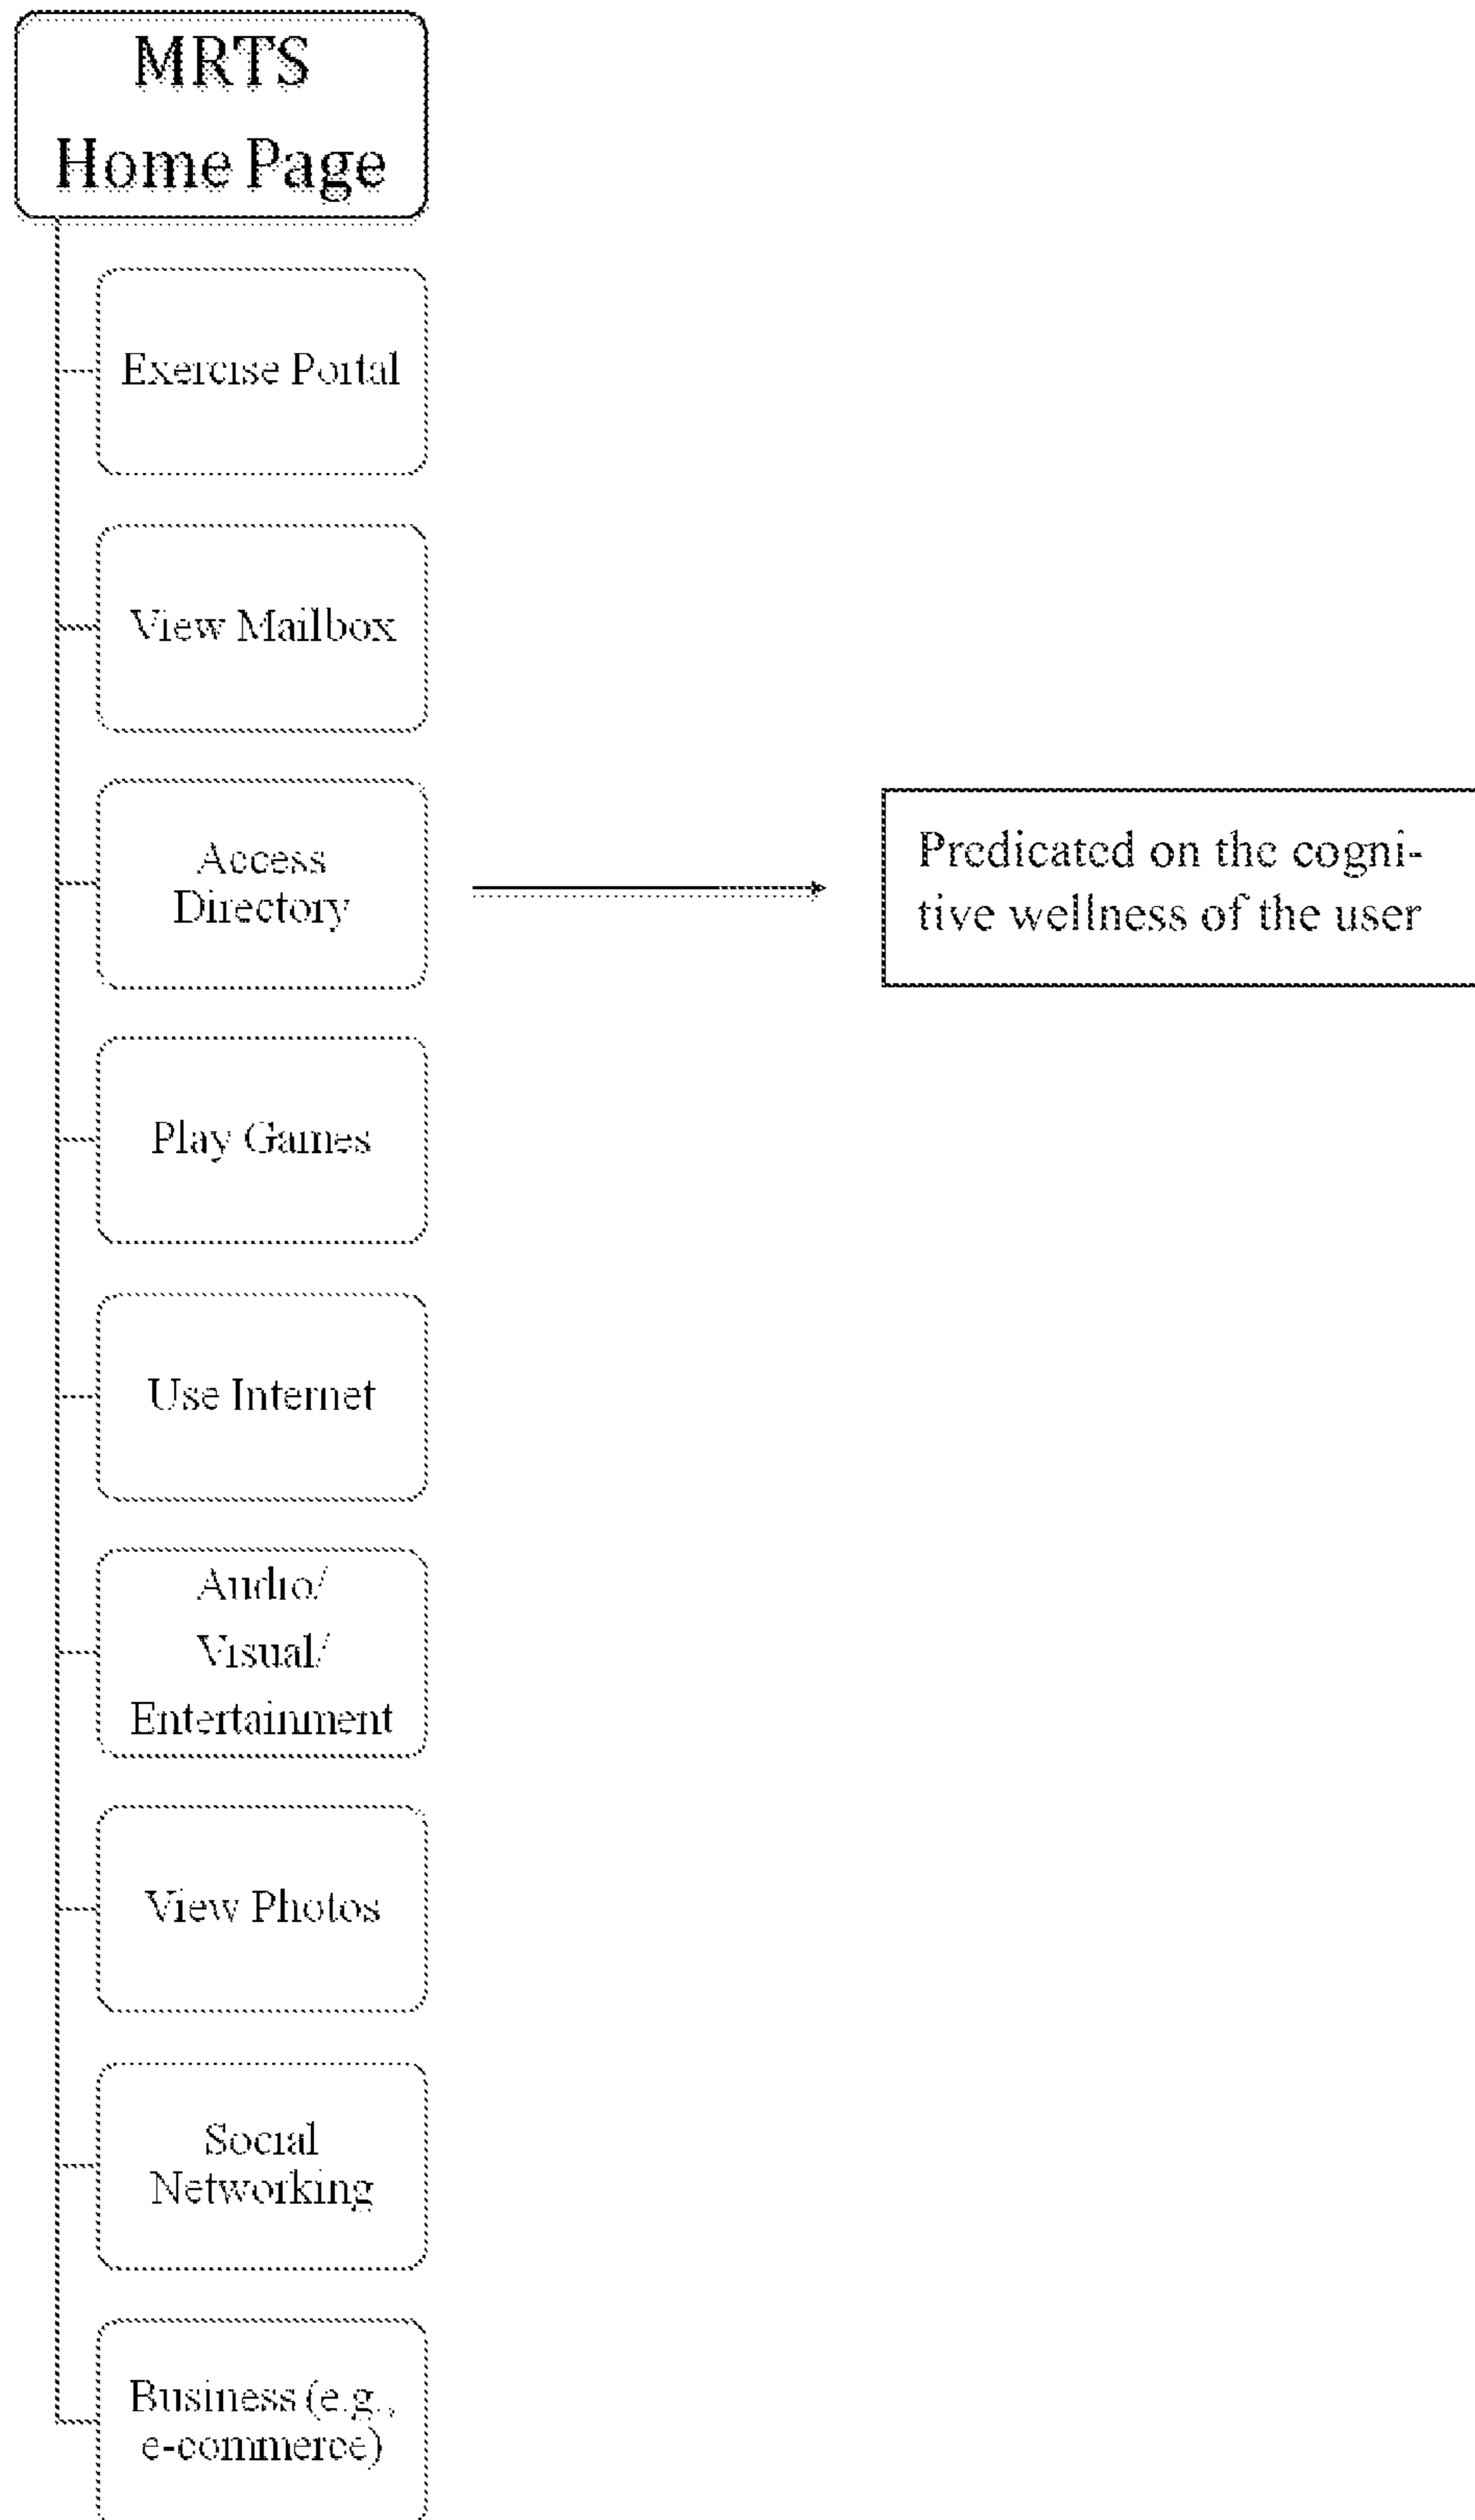 MRTS
Home Page
Exercise Portal
View Mailbox
Access
Directory
Predicated on the cogni-
tive wellness of the user
Play Games
Use Internet
Audio/
Visual/
Entertainment
View Photos
Social
Networking
Business (e.g.,
e-commerce)